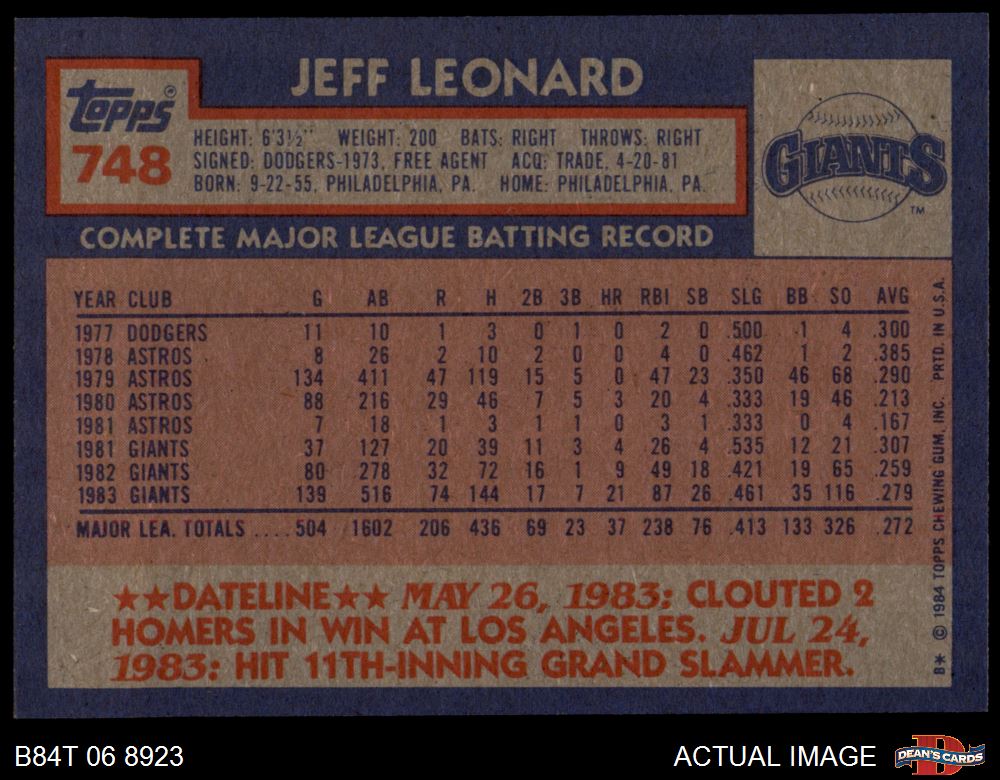 JEFF LEONARD
Topps®
748
HEIGHT: 6'3½" WEIGHT: 200 BATS: RIGHT THROWS: RIGHT
SIGNED: DODGERS-1973, FREE AGENT ACQ: TRADE, 4-20-81
BORN: 9-22-55, PHILADELPHIA, PA. HOME: PHILADELPHIA, PA.
GIANTS
TM
COMPLETE MAJOR LEAGUE BATTING RECORD
YEAR CLUB G AB R H 2B 3B HR RBI SB SLG BB SO AVG
1977 DODGERS 11 10 1 3 0 1 0 2 0 .500 1 4 .300
1978 ASTROS 8 26 2 10 2 0 0 4 0 .462 1 2 .385
1979 ASTROS 134 411 47 119 15 5 0 47 23 .350 46 68 .290
1980 ASTROS 88 216 29 46 7 5 3 20 4 .333 19 46 .213
1981 ASTROS 7 18 1 3 1 1 0 3 1 .333 0 4 .167
1981 GIANTS 37 127 20 39 11 3 4 26 4 .535 12 21 .307
1982 GIANTS 80 278 32 72 16 1 9 49 18 .421 19 65 .259
1983 GIANTS 139 516 74 144 17 7 21 87 26 .461 35 116 .279
MAJOR LEA. TOTALS .... 504 1602 206 436 69 23 37 238 76 .413 133 326 .272
★★DATELINE★★ MAY 26, 1983: CLOUTED 2
HOMERS IN WIN AT LOS ANGELES. JUL 24,
1983: HIT 11TH-INNING GRAND SLAMMER.
B* © 1984 TOPPS CHEWING GUM, INC. PRTD. IN U.S.A.
B84T 06 8923
ACTUAL IMAGE
DEAN'S CARDS